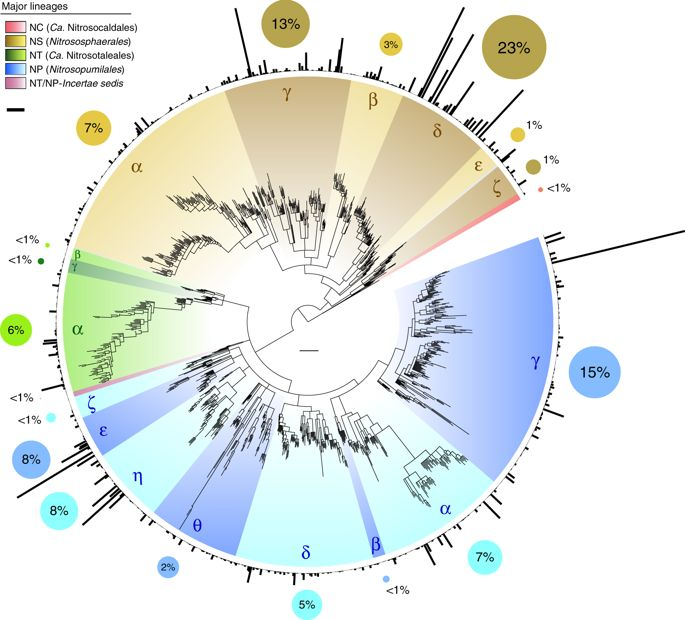 Major lineages
NC (Ca. Nitrosocaldales)
NS (Nitrososphaerales)
NT (Ca. Nitrosotaleales)
NP (Nitrosopumilales)
NT/NP-Incertae sedis
13%
3%
23%
7%
1%
1%
<1%
γ
β
δ
ε
ζ
α
<1%
<1%
β
γ
α
6%
<1%
8%
8%
ζ
ε
η
θ
δ
β
α
γ
15%
7%
<1%
5%
2%